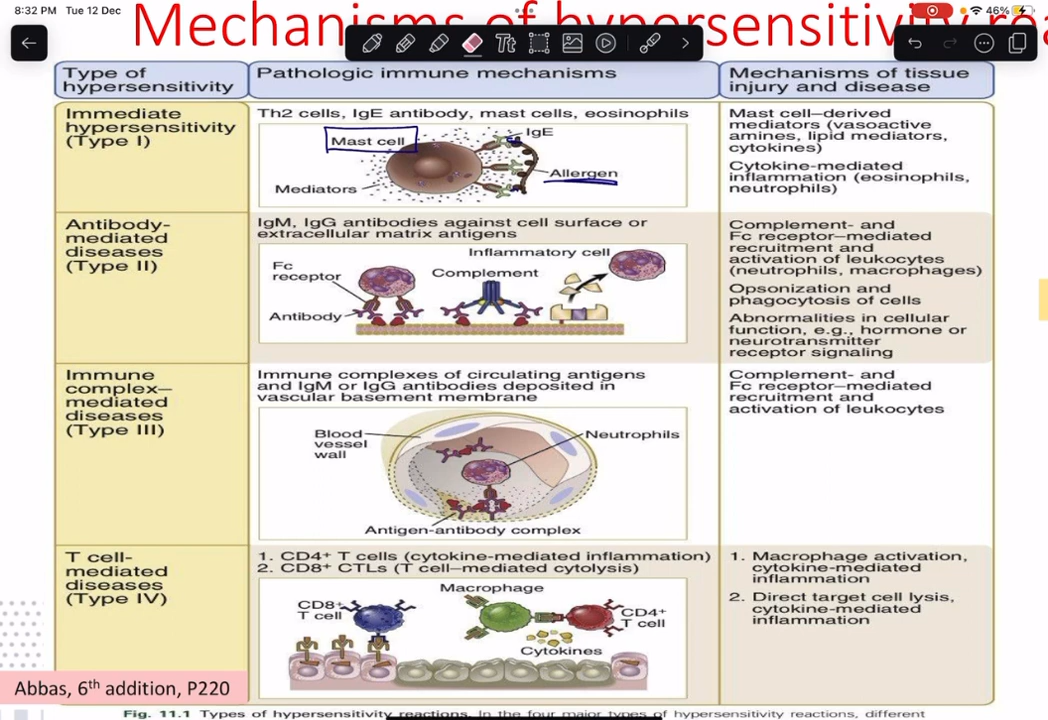 8:32 PM Tue 12 Dec
46%
Mechanisms of hypersensitivity rea
Tt
Type of
hypersensitivity
Pathologic immune mechanisms
Mechanisms of tissue
injury and disease
Immediate
hypersensitivity
(Type I)
Th2 cells, IgE antibody, mast cells, eosinophils
Mast cell
IgE
Allergen
Mediators
Mast cell–derived
mediators (vasoactive
amines, lipid mediators,
cytokines)
Cytokine-mediated
inflammation (eosinophils,
neutrophils)
Antibody-
mediated
diseases
(Type II)
IgM, IgG antibodies against cell surface or
extracellular matrix antigens
Inflammatory cell
Fc
receptor
Complement
Antibody
Complement- and
Fc receptor–mediated
recruitment and
activation of leukocytes
(neutrophils, macrophages)
Opsonization and
phagocytosis of cells
Abnormalities in cellular
function, e.g., hormone or
neurotransmitter
receptor signaling
Immune
complex–
mediated
diseases
(Type III)
Immune complexes of circulating antigens
and IgM or IgG antibodies deposited in
vascular basement membrane
Blood
vessel
wall
Neutrophils
Antigen-antibody complex
Complement- and
Fc receptor–mediated
recruitment and
activation of leukocytes
T cell-
mediated
diseases
(Type IV)
1. CD4+ T cells (cytokine-mediated inflammation)
2. CD8+ CTLs (T cell–mediated cytolysis)
Macrophage
CD8+
T cell
CD4+
T cell
Cytokines
1. Macrophage activation,
cytokine-mediated
inflammation
2. Direct target cell lysis,
cytokine-mediated
inflammation
Abbas, 6th addition, P220
Fig. 11.1 Types of hypersensitivity reactions. In the four major types of hypersensitivity reactions, different